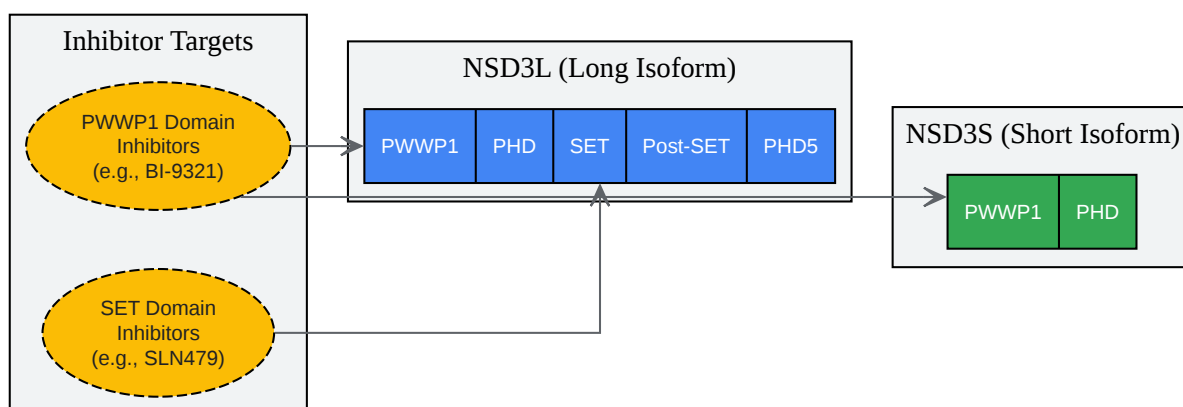 Inhibitor Targets
PWWP1 Domain
Inhibitors
(e.g., BI-9321)
SET Domain
Inhibitors
(e.g., SLN479)
NSD3L (Long Isoform)
PWWP1 PHD SET Post-SET PHD5
NSD3S (Short Isoform)
PWWP1 PHD